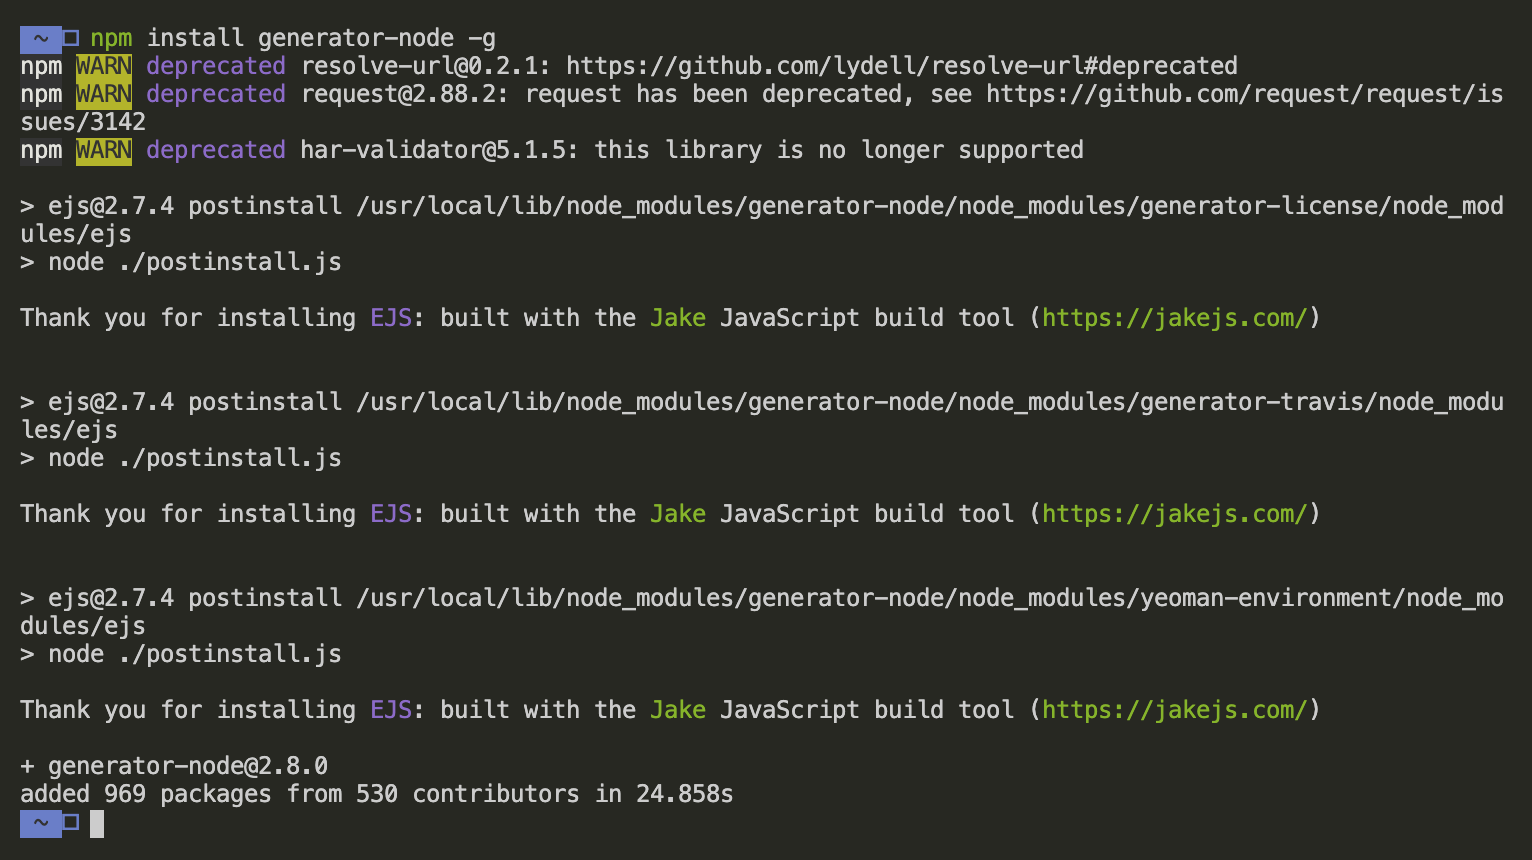 ~ npm install generator-node -g
npm WARN deprecated resolve-url@0.2.1: https://github.com/lydell/resolve-url#deprecated
npm WARN deprecated request@2.88.2: request has been deprecated, see https://github.com/request/request/is
sues/3142
npm WARN deprecated har-validator@5.1.5: this library is no longer supported
> ejs@2.7.4 postinstall /usr/local/lib/node_modules/generator-node/node_modules/generator-license/node_mod
ules/ejs
> node ./postinstall.js
Thank you for installing EJS: built with the Jake JavaScript build tool (https://jakejs.com/)
> ejs@2.7.4 postinstall /usr/local/lib/node_modules/generator-node/node_modules/generator-travis/node_modu
les/ejs
> node ./postinstall.js
Thank you for installing EJS: built with the Jake JavaScript build tool (https://jakejs.com/)
> ejs@2.7.4 postinstall /usr/local/lib/node_modules/generator-node/node_modules/yeoman-environment/node_mo
dules/ejs
> node ./postinstall.js
Thank you for installing EJS: built with the Jake JavaScript build tool (https://jakejs.com/)
+ generator-node@2.8.0
added 969 packages from 530 contributors in 24.858s
~